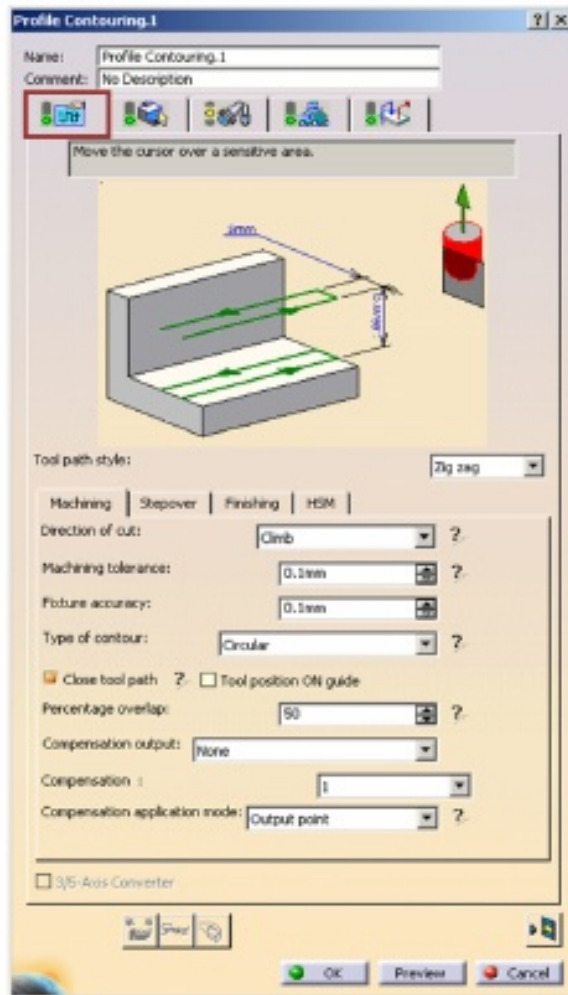 Profile Contouring.1
Name: Profile Contouring.1
Comment: No Description
Move the cursor over a sensitive area.
1mm
Tool path style: Zig zag
Machining Stepover Finishing HSM
Direction of cut: Climb ?
Machining tolerance: 0.1mm ?
Fixture accuracy: 0.1mm
Type of contour: Circular ?
Close tool path ? Tool position ON guide
Percentage overlap: 50 ?
Compensation output: None
Compensation : 1
Compensation application mode: Output point ?
3/5-Axis Converter
OK Preview Cancel